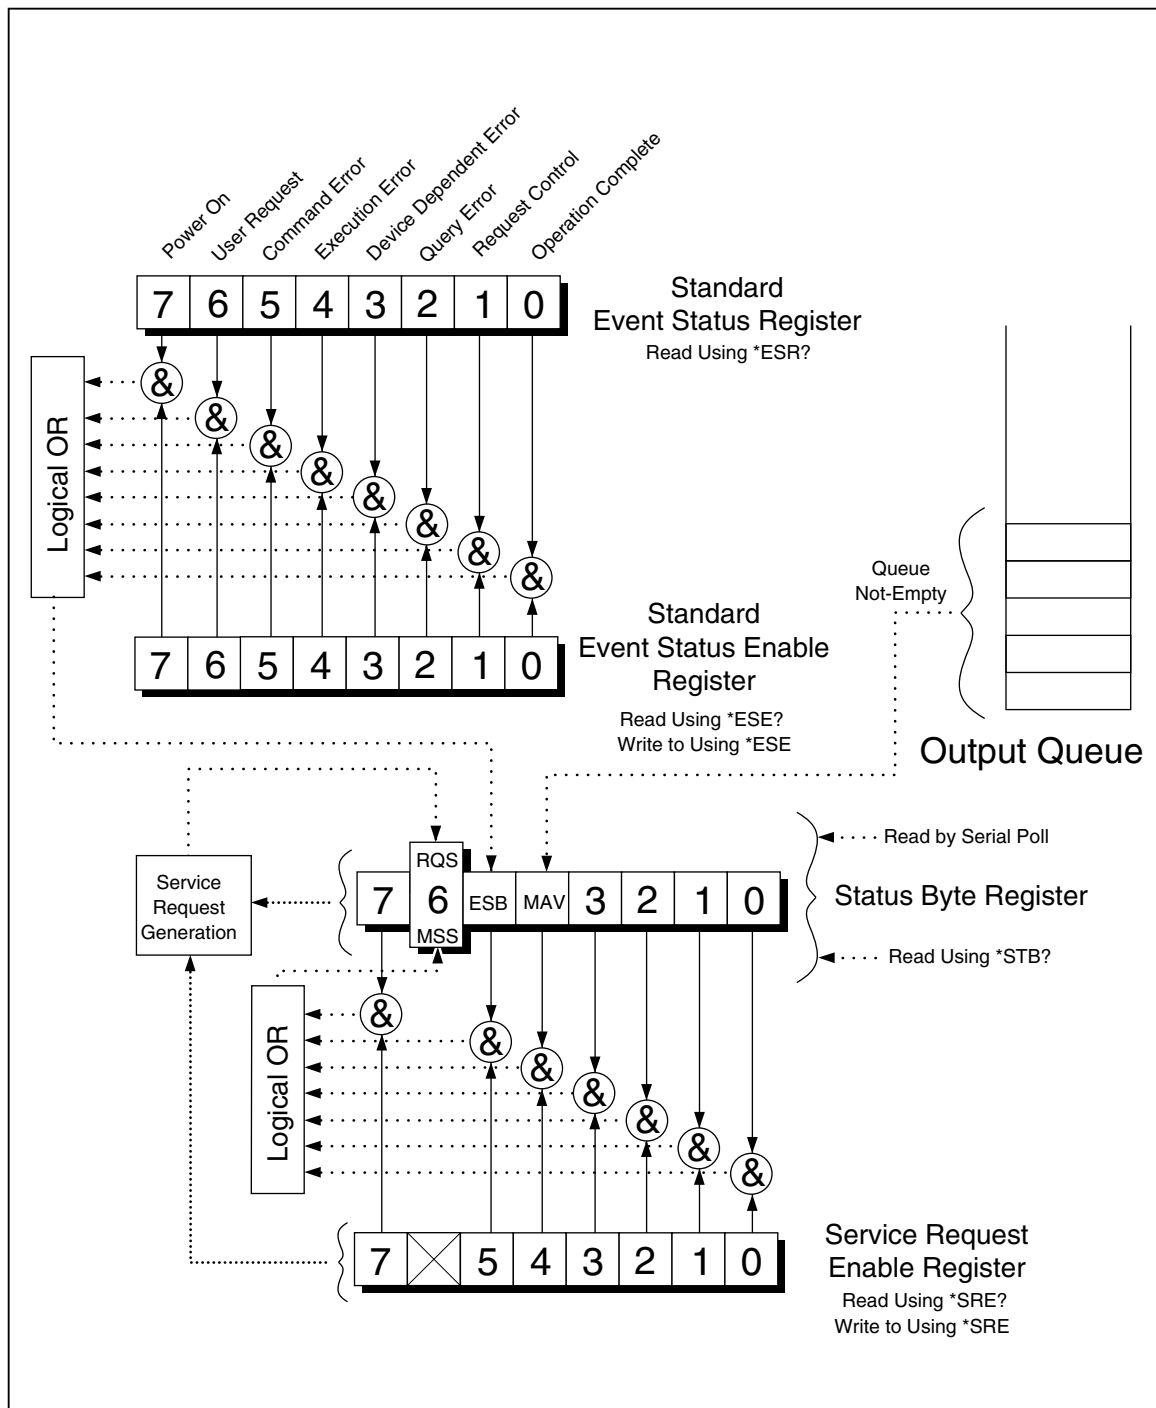 Power On
User Request
Command Error
Execution Error
Device Dependent Error
Query Error
Request Control
Operation Complete
7 6 5 4 3 2 1 0
Standard
Event Status Register
Read Using *ESR?
& & & & & & & &
Logical OR
7 6 5 4 3 2 1 0
Standard
Event Status Enable
Register
Read Using *ESE?
Write to Using *ESE
Queue
Not-Empty
Output Queue
Service
Request
Generation
RQS
7 6 ESB MAV 3 2 1 0
MSS
Read by Serial Poll
Status Byte Register
Read Using *STB?
& & & & & & &
Logical OR
7 5 4 3 2 1 0
Service Request
Enable Register
Read Using *SRE?
Write to Using *SRE